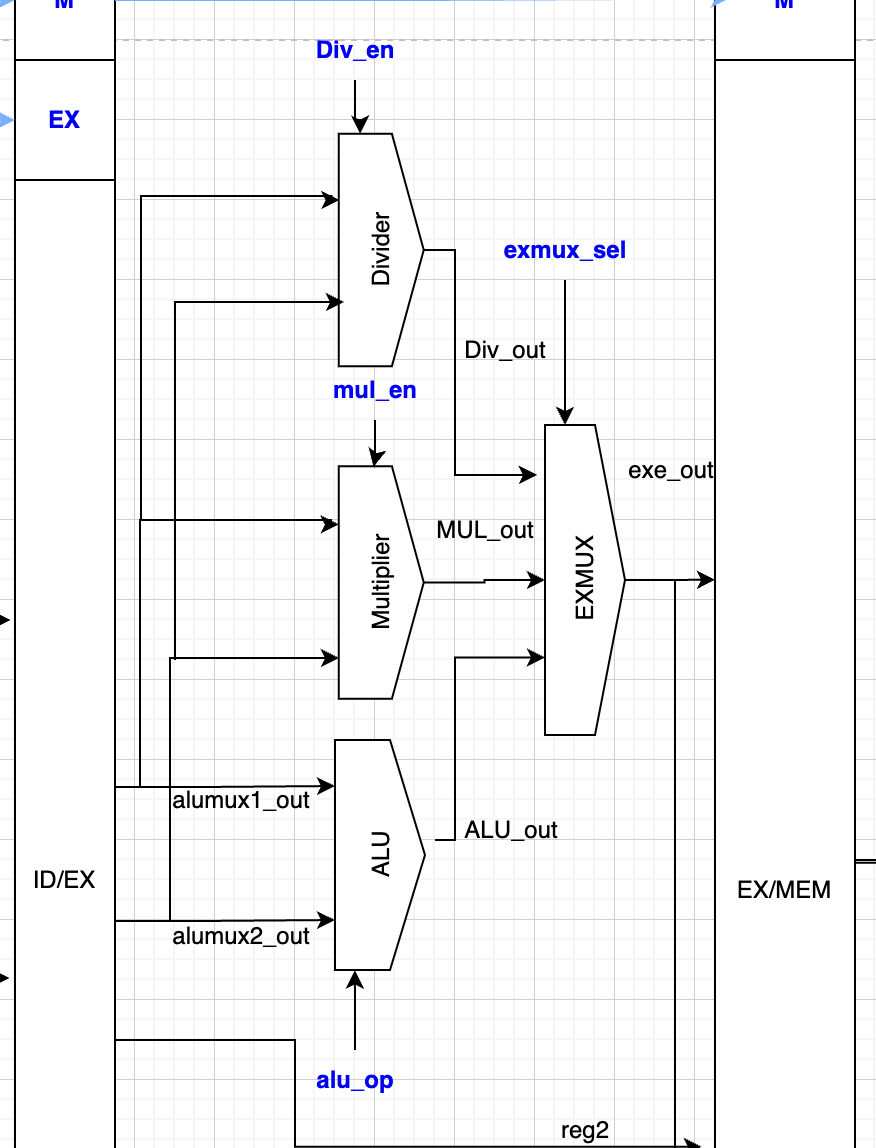 M
M
Div_en
EX
Divider
exmux_sel
Div_out
mul_en
exe_out
MUL_out
Multiplier
EXMUX
alumux1_out
ALU_out
ALU
ID/EX
EX/MEM
alumux2_out
alu_op
reg2